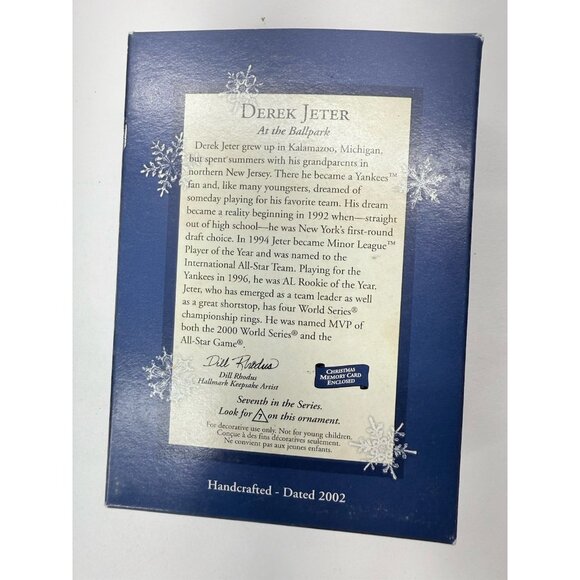 DEREK JETER
At the Ballpark
Derek Jeter grew up in Kalamazoo, Michigan,
but spent summers with his grandparents in
northern New Jersey. There he became a Yankees™
fan and, like many youngsters, dreamed of
someday playing for his favorite team. His dream
became a reality beginning in 1992 when—straight
out of high school—he was New York's first-round
draft choice. In 1994 Jeter became Minor League™
Player of the Year and was named to the
International All-Star Team. Playing for the
Yankees in 1996, he was AL Rookie of the Year.
Jeter, who has emerged as a team leader as well
as a great shortstop, has four World Series®
championship rings. He was named MVP of
both the 2000 World Series® and the
All-Star Game®.
Dill Rhodus
Dill Rhodus
Hallmark Keepsake Artist
CHRISTMAS
MEMORY CARD
ENCLOSED
Seventh in the Series.
Look for 7 on this ornament.
For decorative use only. Not for young children.
Conçue à des fins décoratives seulement.
Ne convient pas aux jeunes enfants.
Handcrafted - Dated 2002